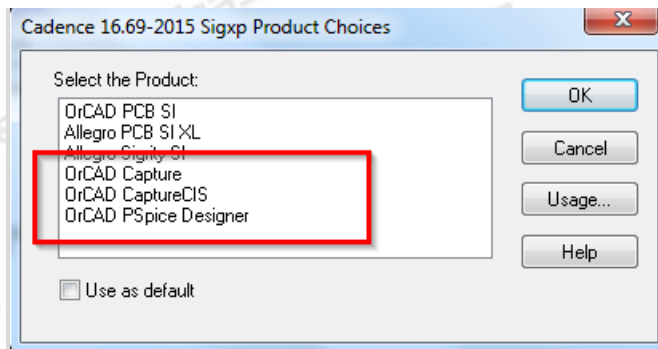 Cadence 16.69-2015 Sigxp Product Choices
Select the Product:
OrCAD PCB SI
Allegro PCB SI XL
Allegro Sigrity SI
OrCAD Capture
OrCAD CaptureCIS
OrCAD PSpice Designer
OK
Cancel
Usage...
Help
Use as default